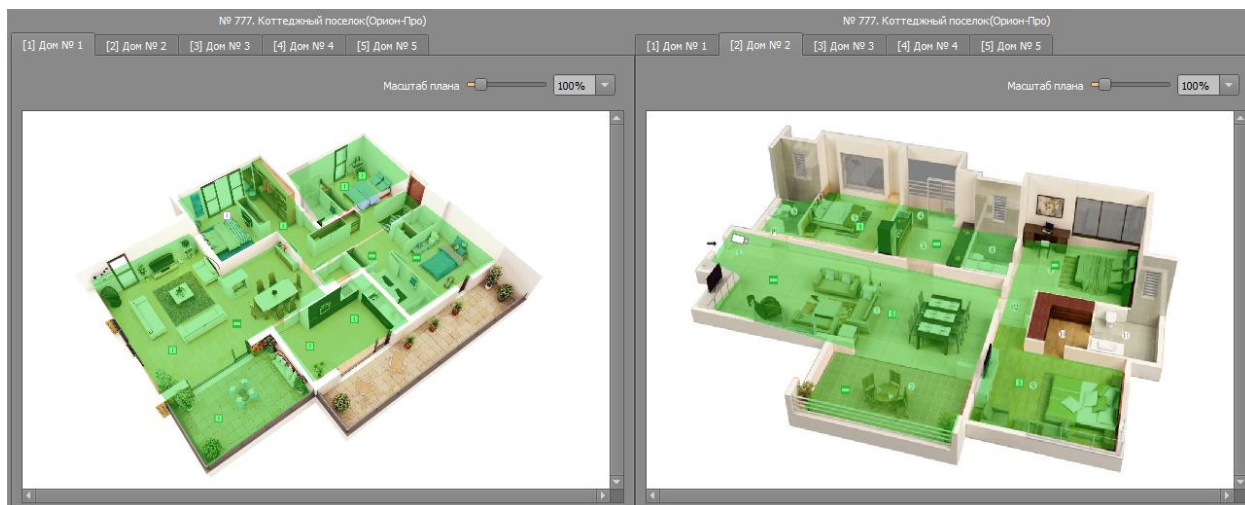 № 777. Коттеджный поселок(Орион-Про)
[1] Дом № 1 [2] Дом № 2 [3] Дом № 3 [4] Дом № 4 [5] Дом № 5
Масштаб плана 100%
№ 777. Коттеджный поселок(Орион-Про)
[1] Дом № 1 [2] Дом № 2 [3] Дом № 3 [4] Дом № 4 [5] Дом № 5
Масштаб плана 100%